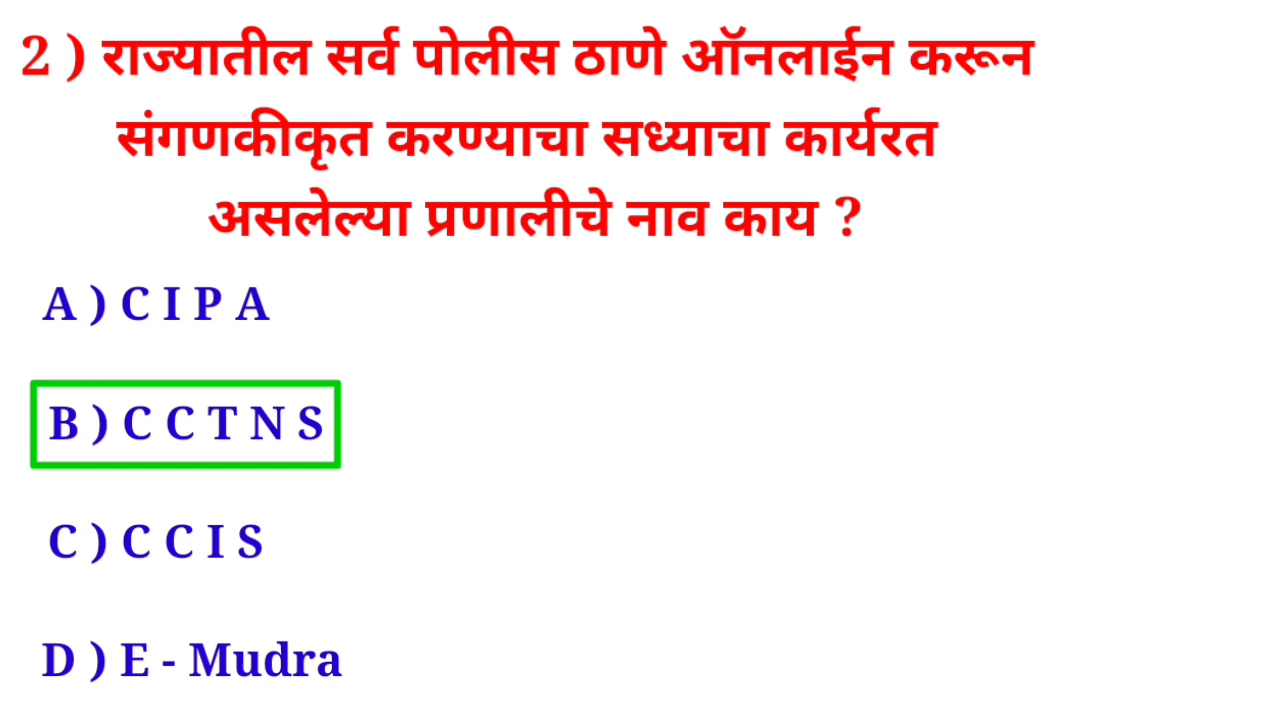 2 ) राज्यातील सर्व पोलीस ठाणे ऑनलाईन करून
संगणकीकृत करण्याचा सध्याचा कार्यरत
असलेल्या प्रणालीचे नाव काय ?
A ) C I P A
B ) C C T N S
C ) C C I S
D ) E - Mudra